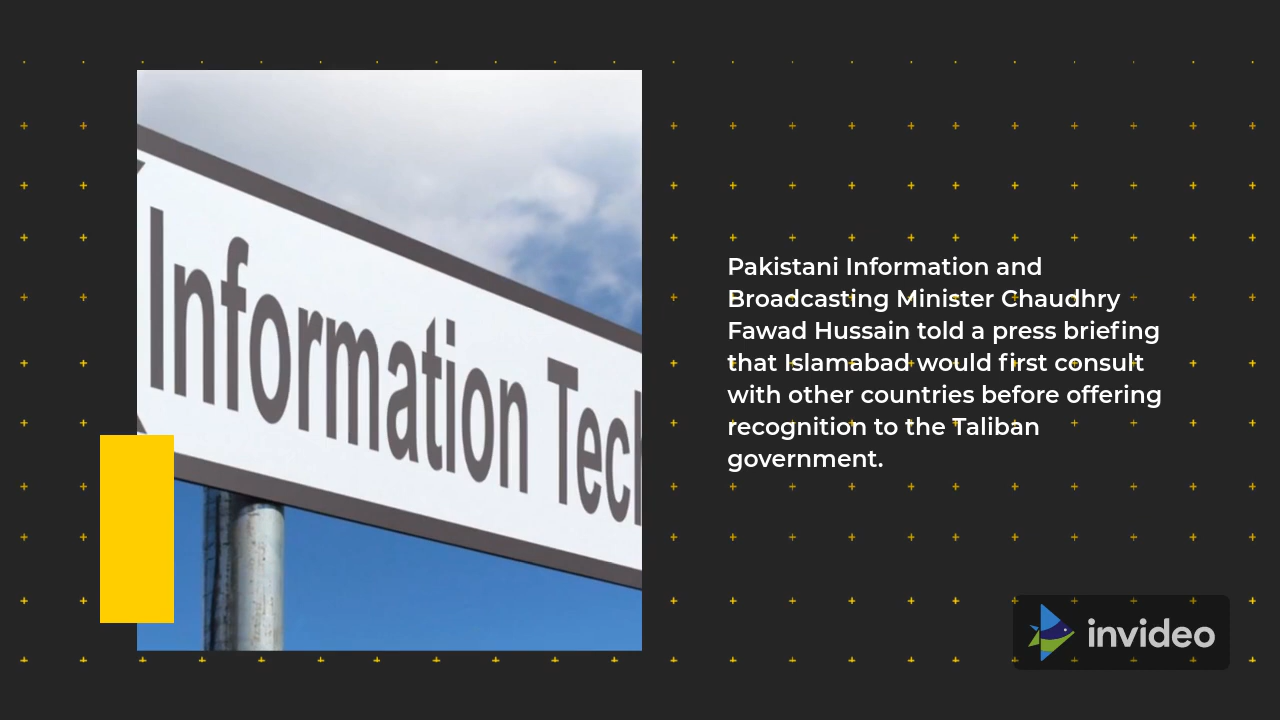 Information Tech
Pakistani Information and
Broadcasting Minister Chaudhry
Fawad Hussain told a press briefing
that Islamabad would first consult
with other countries before offering
recognition to the Taliban
government.
invideo